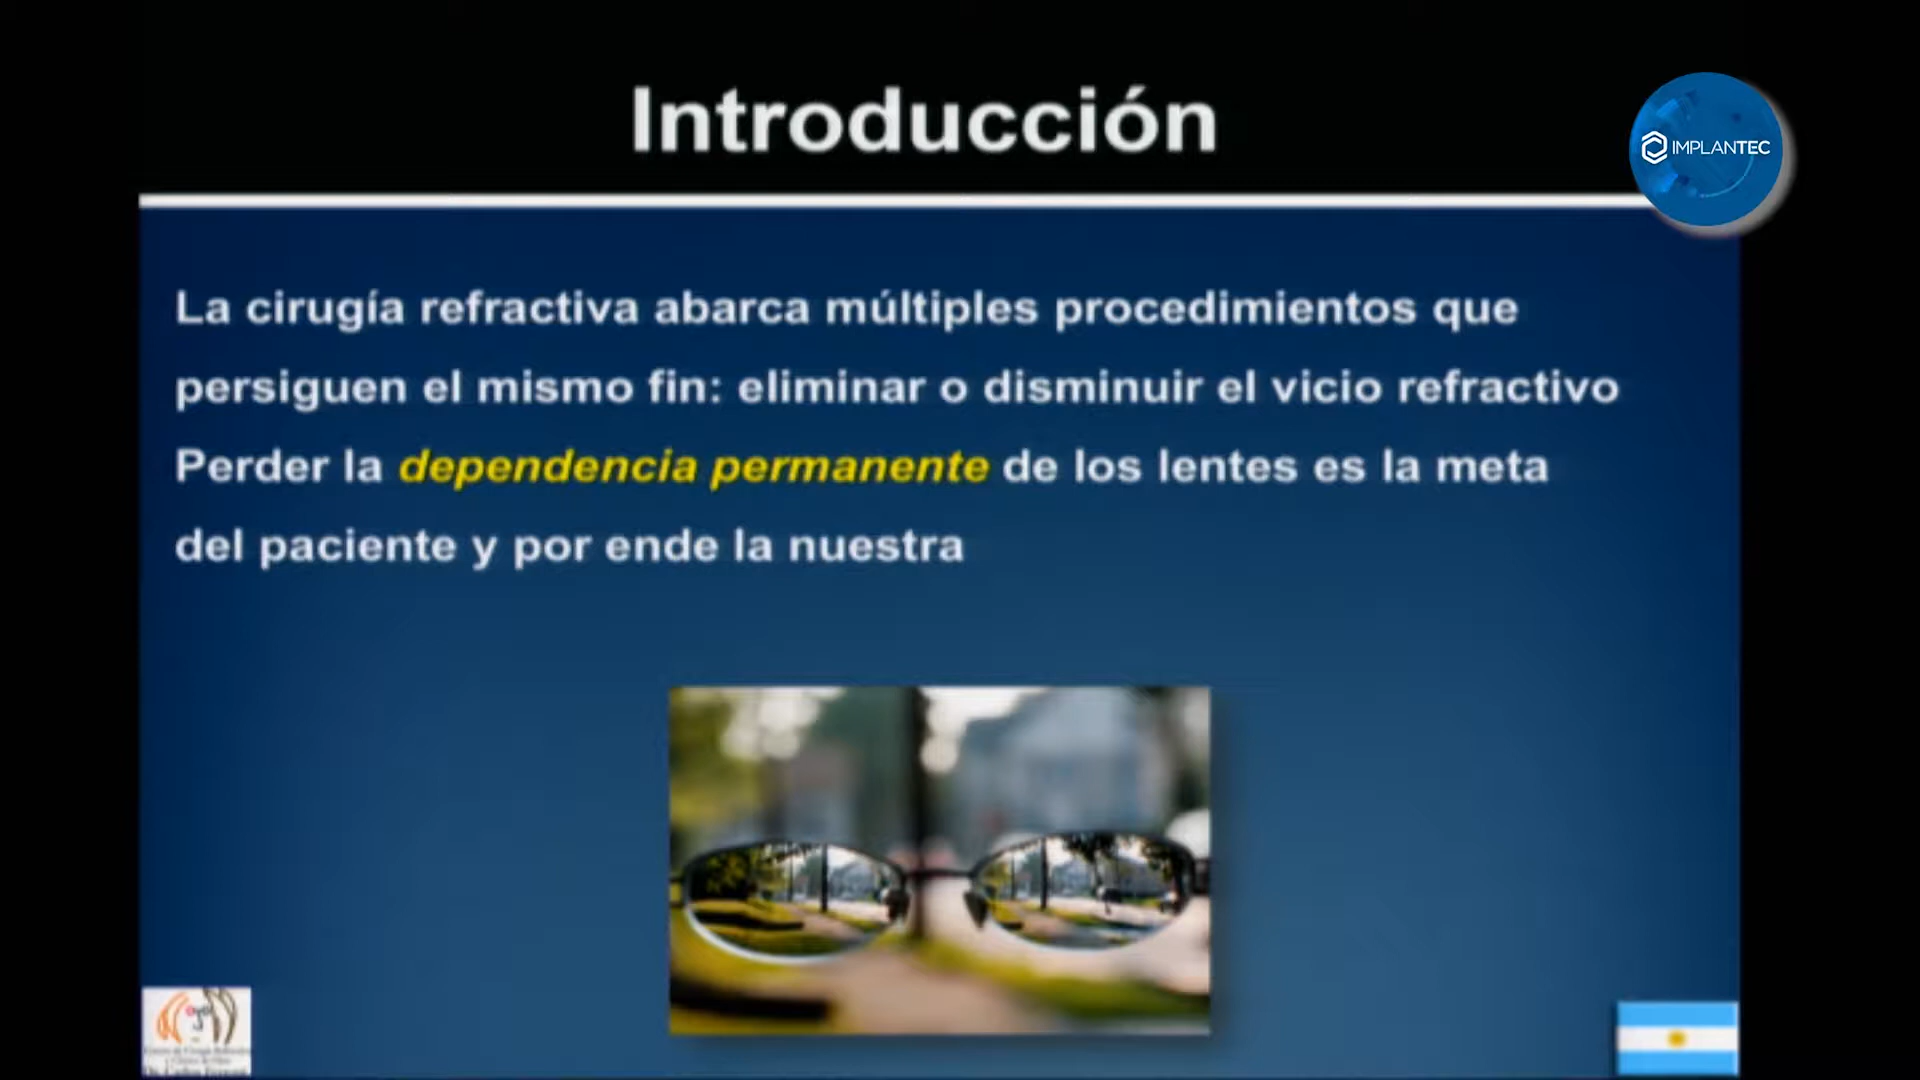 Introducción
IMPLANTEC
La cirugía refractiva abarca múltiples procedimientos que
persiguen el mismo fin: eliminar o disminuir el vicio refractivo
Perder la dependencia permanente de los lentes es la meta
del paciente y por ende la nuestra